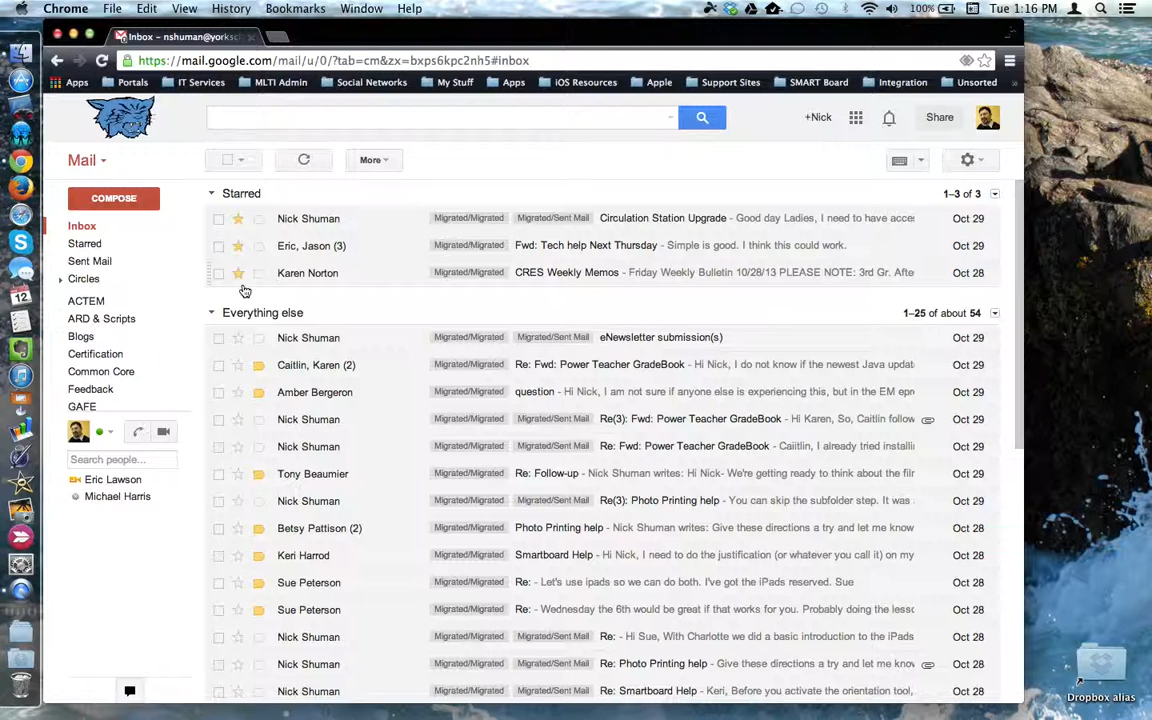 Chrome File Edit View History Bookmarks Window Help 100% Tue 1:16 PM
Inbox – nshuman@yorksc
https://mail.google.com/mail/u/0/?tab=cm&zx=bxps6kpc2nh5#inbox
Apps Portals IT Services MLTI Admin Social Networks My Stuff Apps iOS Resources Apple Support Sites SMART Board Integration Unsorted »
+Nick Share
Mail More
COMPOSE
Inbox
Starred
Sent Mail
Circles
ACTEM
ARD & Scripts
Blogs
Certification
Common Core
Feedback
GAFE
Search people...
Eric Lawson
Michael Harris
Starred 1–3 of 3
Nick Shuman Migrated/Migrated Migrated/Sent Mail Circulation Station Upgrade - Good day Ladies, I need to have acce: Oct 29
Eric, Jason (3) Migrated/Migrated Fwd: Tech help Next Thursday - Simple is good. I think this could work. Oct 29
Karen Norton Migrated/Migrated CRES Weekly Memos - Friday Weekly Bulletin 10/28/13 PLEASE NOTE: 3rd Gr. Afte Oct 28
Everything else 1–25 of about 54
Nick Shuman Migrated/Migrated Migrated/Sent Mail eNewsletter submission(s) Oct 29
Caitlin, Karen (2) Migrated/Migrated Re: Fwd: Power Teacher GradeBook - Hi Nick, I do not know if the newest Java update Oct 29
Amber Bergeron Migrated/Migrated question - Hi Nick, I am not sure if anyone else is experiencing this, but in the EM epro Oct 29
Nick Shuman Migrated/Migrated Migrated/Sent Mail Re(3): Fwd: Power Teacher GradeBook - Hi Karen, So, Caitlin follow Oct 29
Nick Shuman Migrated/Migrated Migrated/Sent Mail Re: Fwd: Power Teacher GradeBook - Caiitlin, I already tried installi Oct 29
Tony Beaumier Migrated/Migrated Re: Follow-up - Nick Shuman writes: Hi Nick- We're getting ready to think about the fir Oct 29
Nick Shuman Migrated/Migrated Migrated/Sent Mail Re(3): Photo Printing help - You can skip the subfolder step. It was Oct 29
Betsy Pattison (2) Migrated/Migrated Photo Printing help - Nick Shuman writes: Give these directions a try and let me know Oct 28
Keri Harrod Migrated/Migrated Smartboard Help - Hi Nick, I need to do the justification (or whatever you call it) on my Oct 28
Sue Peterson Migrated/Migrated Re: - Let's use ipads so we can do both. I've got the iPads reserved. Sue Oct 28
Sue Peterson Migrated/Migrated Re: - Wednesday the 6th would be great if that works for you. Probably doing the lesso Oct 28
Nick Shuman Migrated/Migrated Migrated/Sent Mail Re: - Hi Sue, With Charlotte we did a basic introduction to the iPads Oct 28
Nick Shuman Migrated/Migrated Migrated/Sent Mail Re: Photo Printing help - Give these directions a try and let me know Oct 28
Nick Shuman Migrated/Migrated Migrated/Sent Mail Re: Smartboard Help - Keri, Before you activate the orientation tool, Oct 28
Dropbox alias